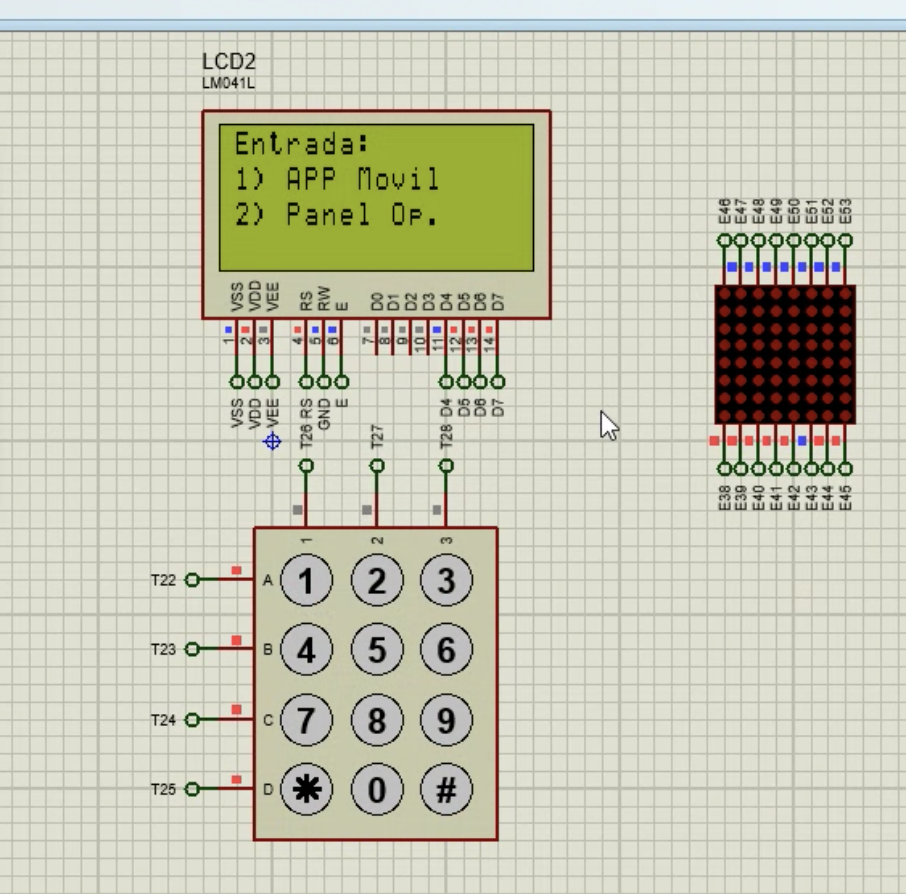 LCD2
LM041L
Entrada:
1) APP Movil
2) Panel Op.
VSS VDD VEE RS RW E D0 D1 D2 D3 D4 D5 D6 D7
1 2 3 4 5 6 7 8 9 10 11 12 13 14
VSS VDD VEE RS GND E D4 D5 D6 D7
T26 T27 T28
E46 E47 E48 E49 E50 E51 E52 E53
E38 E39 E40 E41 E42 E43 E44 E45
1 2 3
T22 A 1 2 3
T23 B 4 5 6
T24 C 7 8 9
T25 D * 0 #